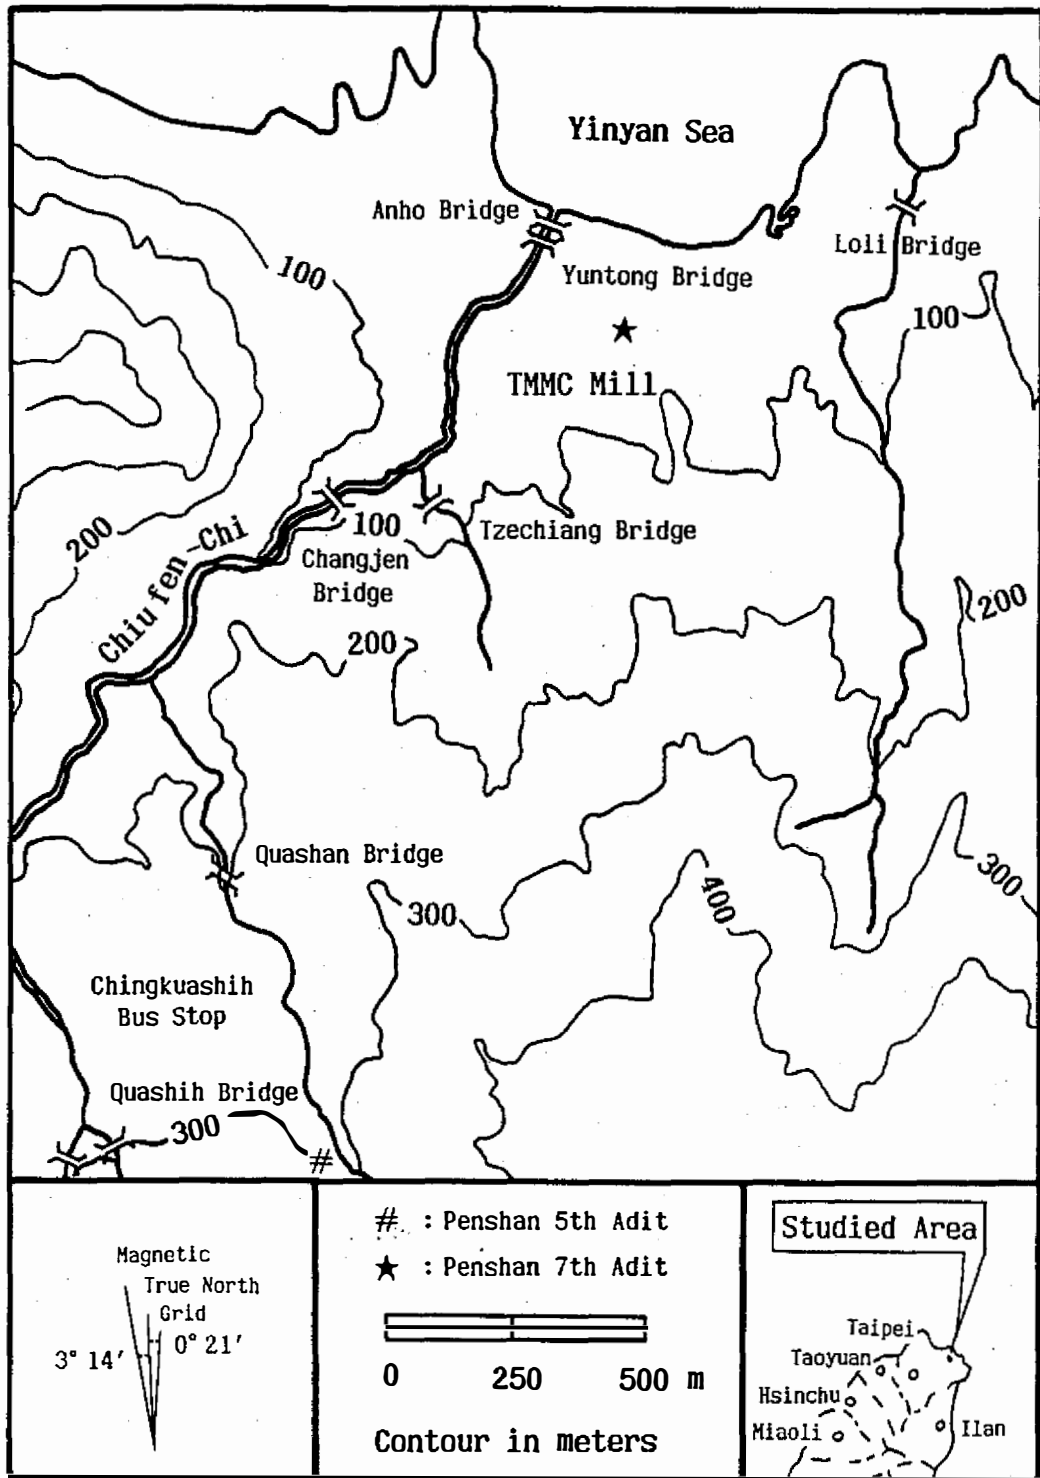 Yinyan Sea
Anho Bridge
Loli Bridge
100
Yuntong Bridge
100
TMMC Mill
200
Chiu fen-Chi
100
Tzechiang Bridge
Changjen
Bridge
200
200
Quashan Bridge
300
400
300
Chingkuashih
Bus Stop
Quashih Bridge
300
#
# : Penshan 5th Adit
★ : Penshan 7th Adit
0 250 500 m
Contour in meters
Magnetic
True North
Grid
0° 21′
3° 14′
Studied Area
Taipei
Taoyuan
Hsinchu
Miaoli
Ilan